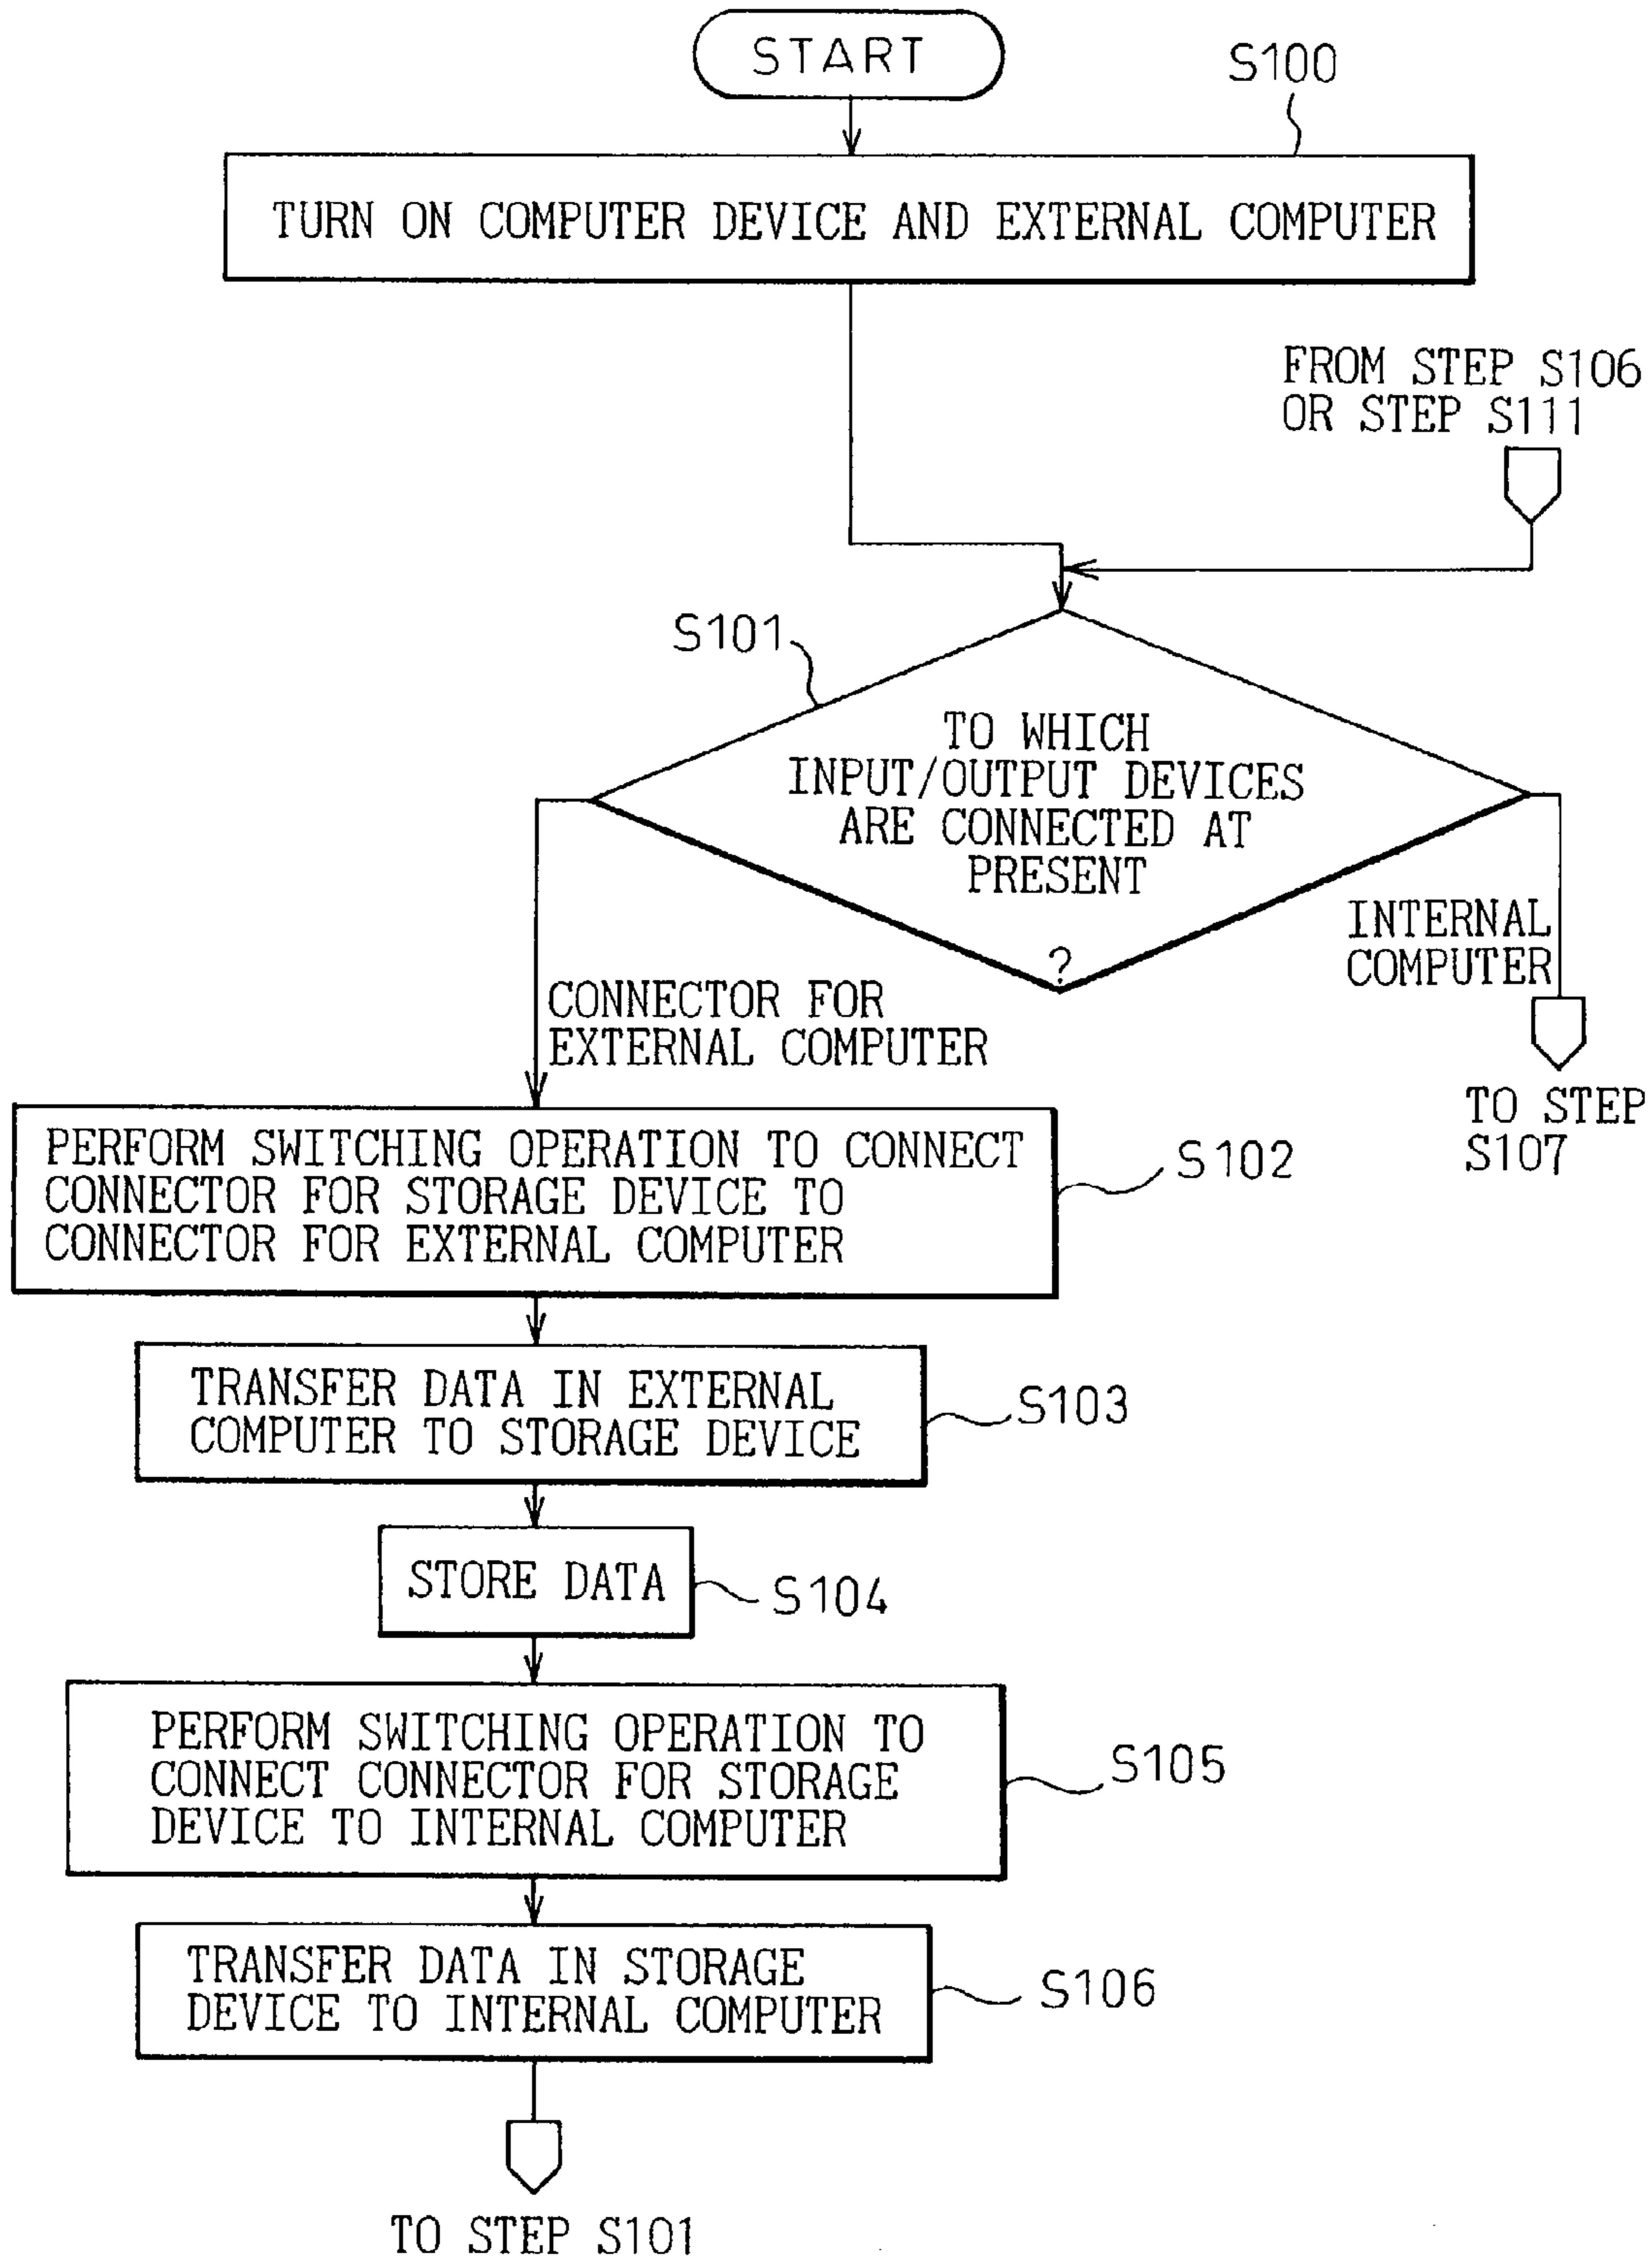 START
S100
TURN ON COMPUTER DEVICE AND EXTERNAL COMPUTER
FROM STEP S106
OR STEP S111
S101
TO WHICH
INPUT/OUTPUT DEVICES
ARE CONNECTED AT
PRESENT
?
INTERNAL
COMPUTER
CONNECTOR FOR
EXTERNAL COMPUTER
TO STEP
S107
PERFORM SWITCHING OPERATION TO CONNECT
CONNECTOR FOR STORAGE DEVICE TO
CONNECTOR FOR EXTERNAL COMPUTER
S102
TRANSFER DATA IN EXTERNAL
COMPUTER TO STORAGE DEVICE
S103
STORE DATA
S104
PERFORM SWITCHING OPERATION TO
CONNECT CONNECTOR FOR STORAGE
DEVICE TO INTERNAL COMPUTER
S105
TRANSFER DATA IN STORAGE
DEVICE TO INTERNAL COMPUTER
S106
TO STEP S101